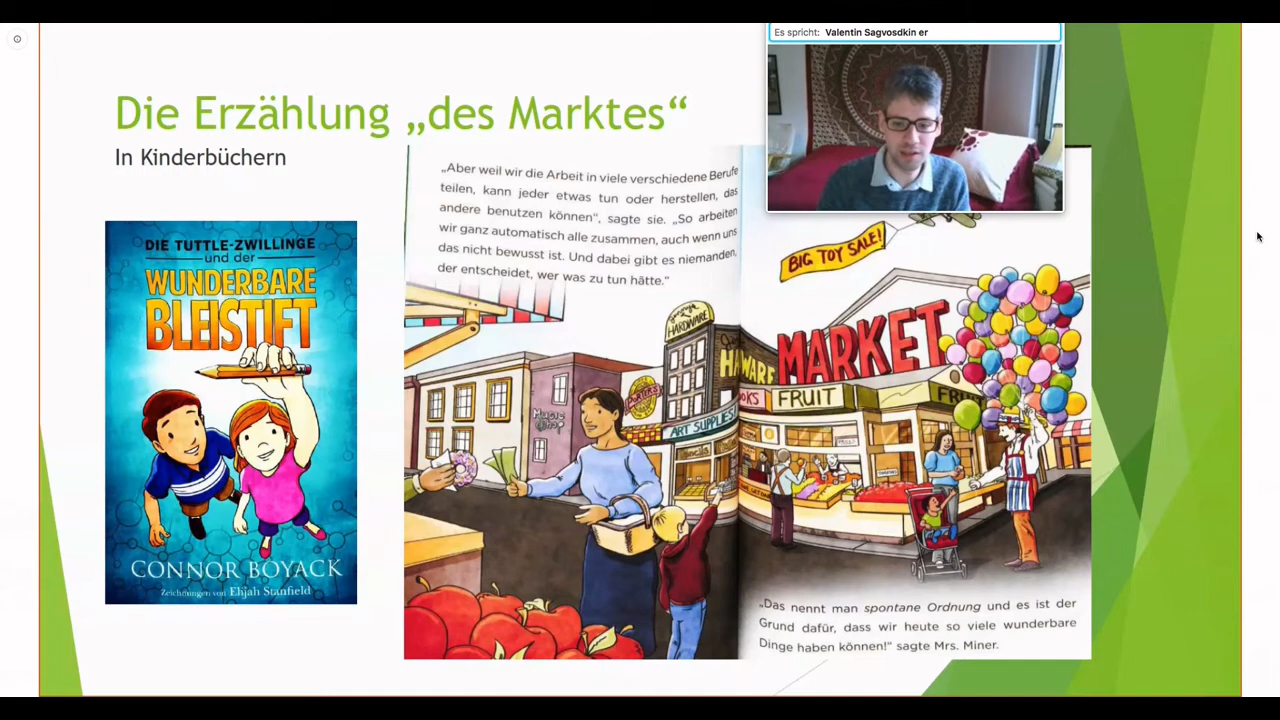 Es spricht: Valentin Sagvosdkin er
Die Erzählung „des Marktes“
In Kinderbüchern
DIE TUTTLE-ZWILLINGE
und der
WUNDERBARE
BLEISTIFT
CONNOR BOYACK
Zeichnungen von Elijah Stanfield
„Aber weil wir die Arbeit in viele verschiedene Berufe
teilen, kann jeder etwas tun oder herstellen, das
andere benutzen können“, sagte sie. „So arbeiten
wir ganz automatisch alle zusammen, auch wenn uns
das nicht bewusst ist. Und dabei gibt es niemanden,
der entscheidet, wer was zu tun hätte.“
BIG TOY SALE!
HARDWARE
MARKET
PORTER'S
Music
Shop
ART SUPPLIES!
FRUIT
„Das nennt man spontane Ordnung und es ist der
Grund dafür, dass wir heute so viele wunderbare
Dinge haben können!“ sagte Mrs. Miner.